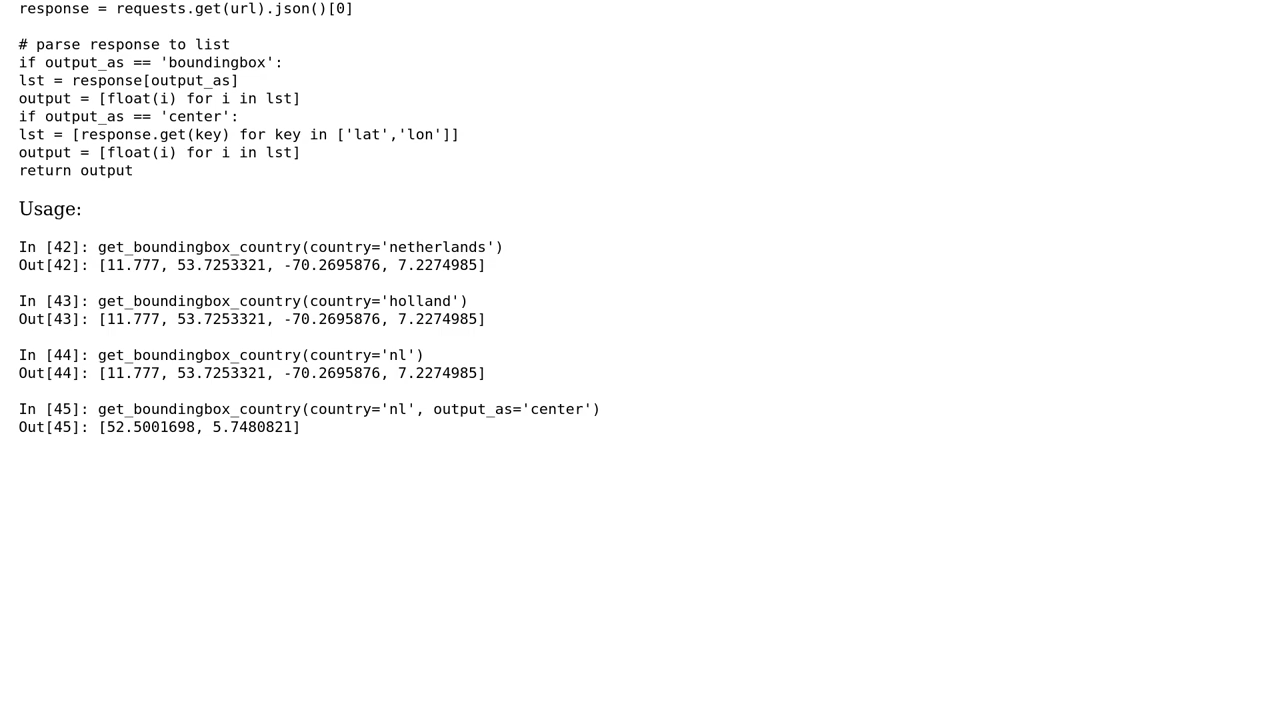 response = requests.get(url).json()[0]

# parse response to list
if output_as == 'boundingbox':
lst = response[output_as]
output = [float(i) for i in lst]
if output_as == 'center':
lst = [response.get(key) for key in ['lat','lon']]
output = [float(i) for i in lst]
return output

Usage:

In [42]: get_boundingbox_country(country='netherlands')
Out[42]: [11.777, 53.7253321, -70.2695876, 7.2274985]

In [43]: get_boundingbox_country(country='holland')
Out[43]: [11.777, 53.7253321, -70.2695876, 7.2274985]

In [44]: get_boundingbox_country(country='nl')
Out[44]: [11.777, 53.7253321, -70.2695876, 7.2274985]

In [45]: get_boundingbox_country(country='nl', output_as='center')
Out[45]: [52.5001698, 5.7480821]